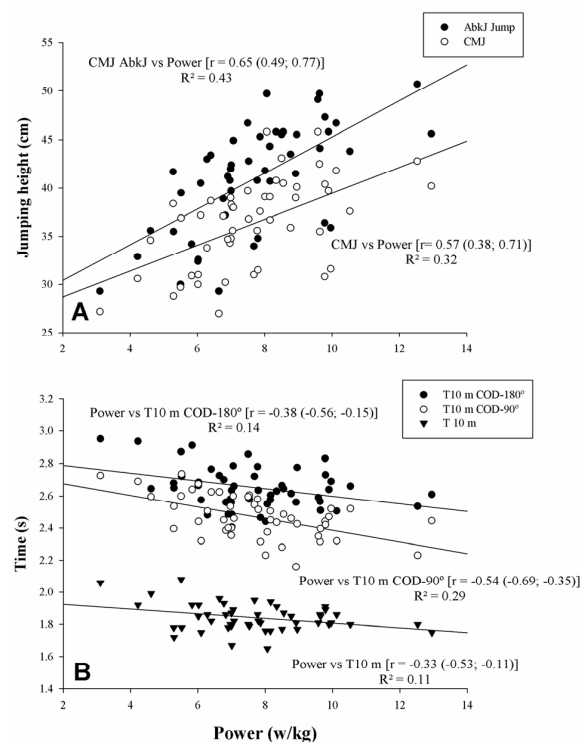 55
50
45
40
35
30
25
Jumping height (cm)
AbkJ Jump
CMJ
CMJ AbkJ vs Power [r = 0.65 (0.49; 0.77)]
R² = 0.43
CMJ vs Power [r= 0.57 (0.38; 0.71)]
R² = 0.32
A
2 4 6 8 10 12 14
3.2
3.0
2.8
2.6
2.4
2.2
2.0
1.8
1.6
1.4
Time (s)
T10 m COD-180º
T10 m COD-90º
T 10 m
Power vs T10 m COD-180º [r = -0.38 (-0.56; -0.15)]
R² = 0.14
Power vs T10 m COD-90º [r = -0.54 (-0.69; -0.35)]
R² = 0.29
Power vs T10 m [r = -0.33 (-0.53; -0.11)]
R² = 0.11
B
2 4 6 8 10 12 14
Power (w/kg)